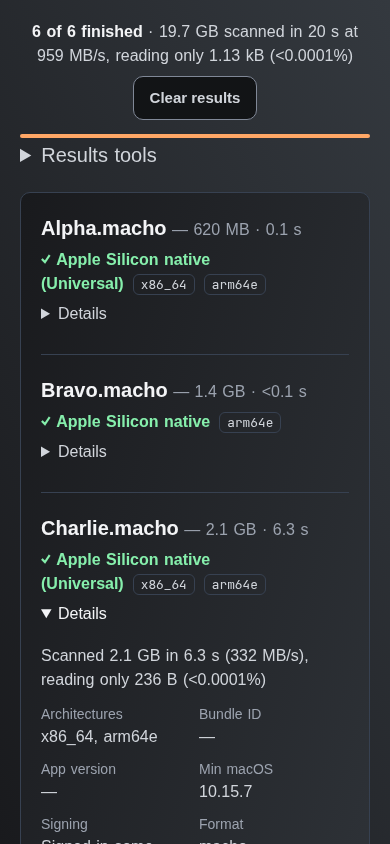 6 of 6 finished · 19.7 GB scanned in 20 s at
959 MB/s, reading only 1.13 kB (<0.0001%)
Clear results
Results tools
Alpha.macho — 620 MB · 0.1 s
✓ Apple Silicon native
(Universal) x86_64 arm64e
Details
Bravo.macho — 1.4 GB · <0.1 s
✓ Apple Silicon native arm64e
Details
Charlie.macho — 2.1 GB · 6.3 s
✓ Apple Silicon native
(Universal) x86_64 arm64e
Details
Scanned 2.1 GB in 6.3 s (332 MB/s),
reading only 236 B (<0.0001%)
Architectures Bundle ID
x86_64, arm64e —
App version Min macOS
— 10.15.7
Signing Format